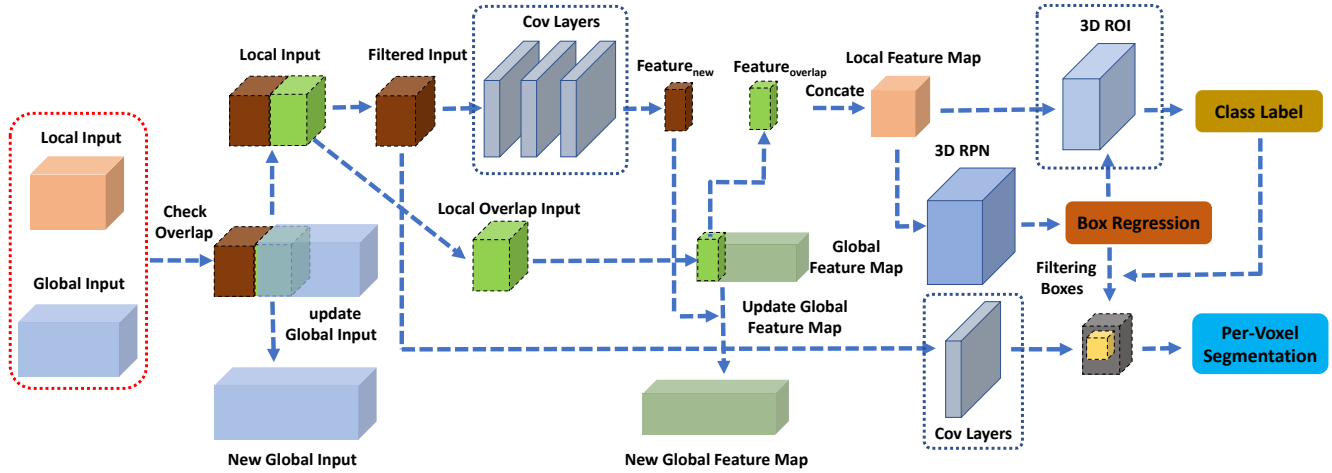 Cov Layers
3D ROI
Local Input
Filtered Input
Feature_new
Feature_overlap
Concate
Local Feature Map
Class Label
Local Input
3D RPN
Check
Overlap
Local Overlap Input
Box Regression
Global
Feature Map
Global Input
update
Global Input
Update Global
Feature Map
Filtering
Boxes
Per-Voxel
Segmentation
Cov Layers
New Global Input
New Global Feature Map